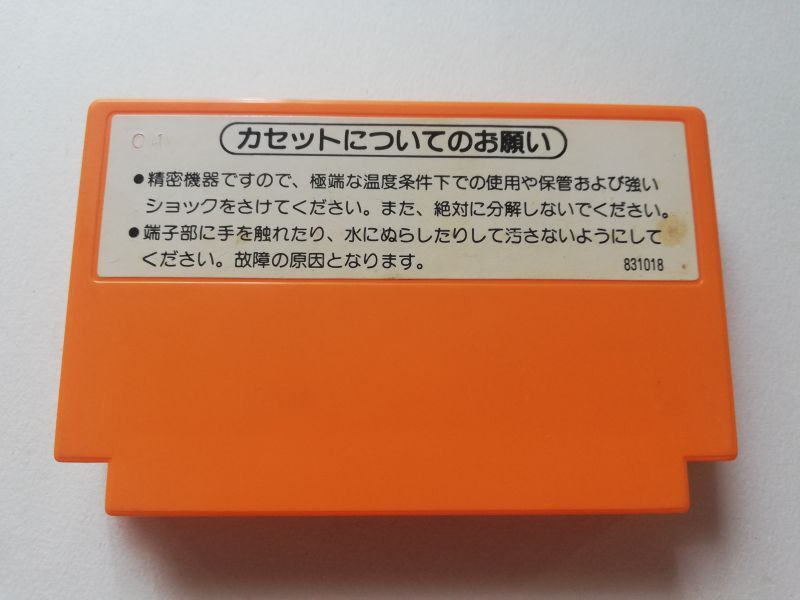 カセットについてのお願い
●精密機器ですので、極端な温度条件下での使用や保管および強い
ショックをさけてください。また、絶対に分解しないでください。
●端子部に手を触れたり、水にぬらしたりして汚さないようにして
ください。故障の原因となります。
831018